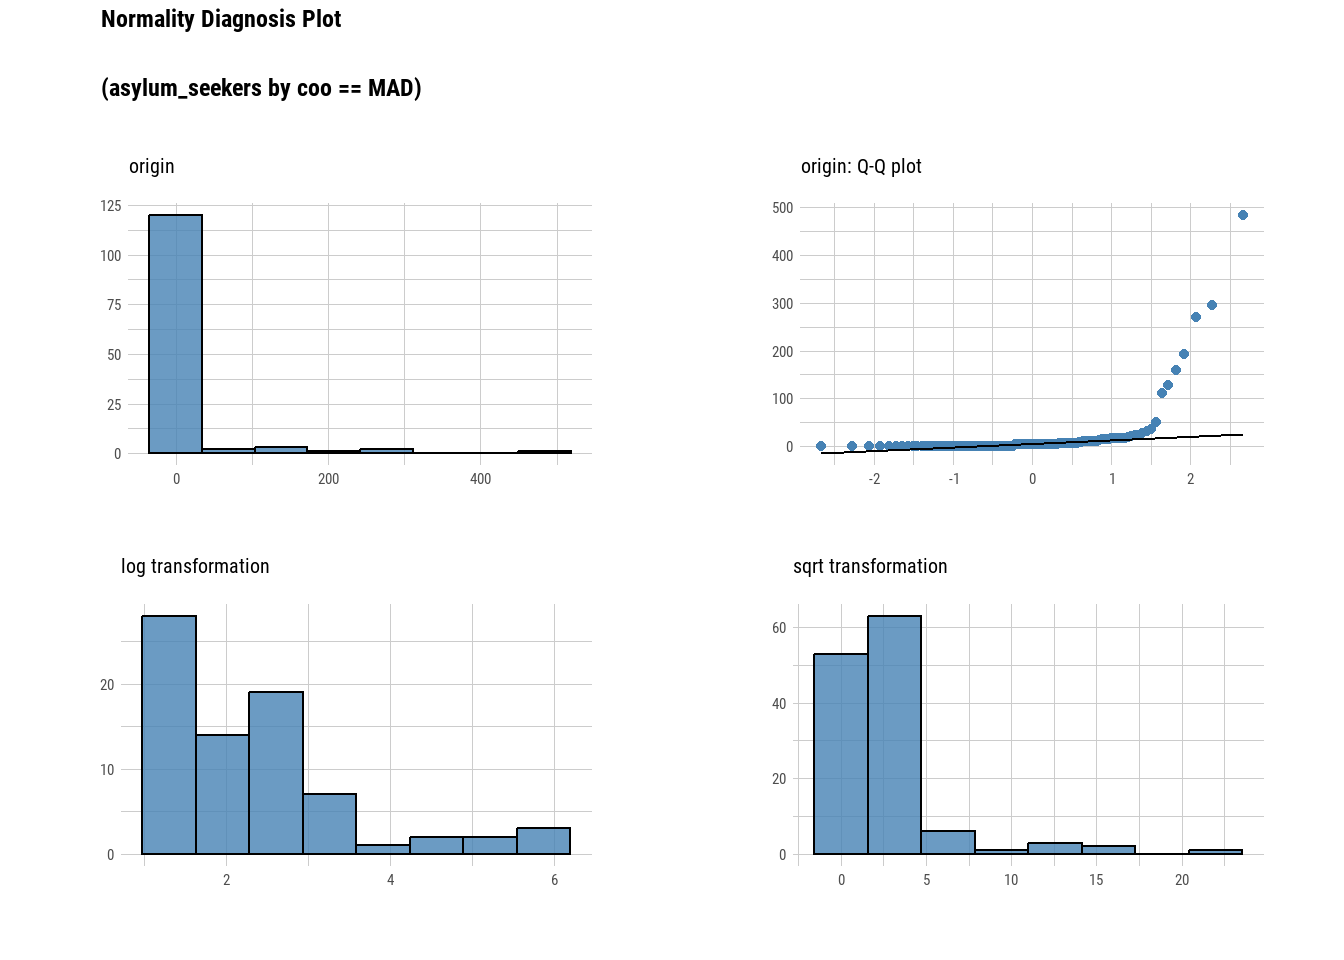 Normality Diagnosis Plot
(asylum_seekers by coo == MAD)
origin
125
100
75
50
25
0
0 200 400
origin: Q-Q plot
500
400
300
200
100
0
-2 -1 0 1 2
log transformation
20
10
0
2 4 6
sqrt transformation
60
40
20
0
0 5 10 15 20